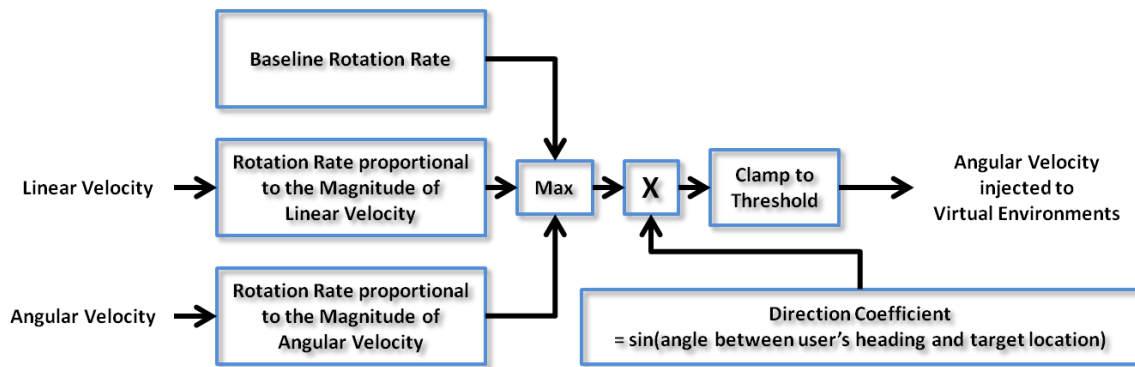 Baseline Rotation Rate
Linear Velocity
Rotation Rate proportional
to the Magnitude of
Linear Velocity
Max
X
Clamp to
Threshold
Angular Velocity
injected to
Virtual Environments
Angular Velocity
Rotation Rate proportional
to the Magnitude of
Angular Velocity
Direction Coefficient
= sin(angle between user's heading and target location)